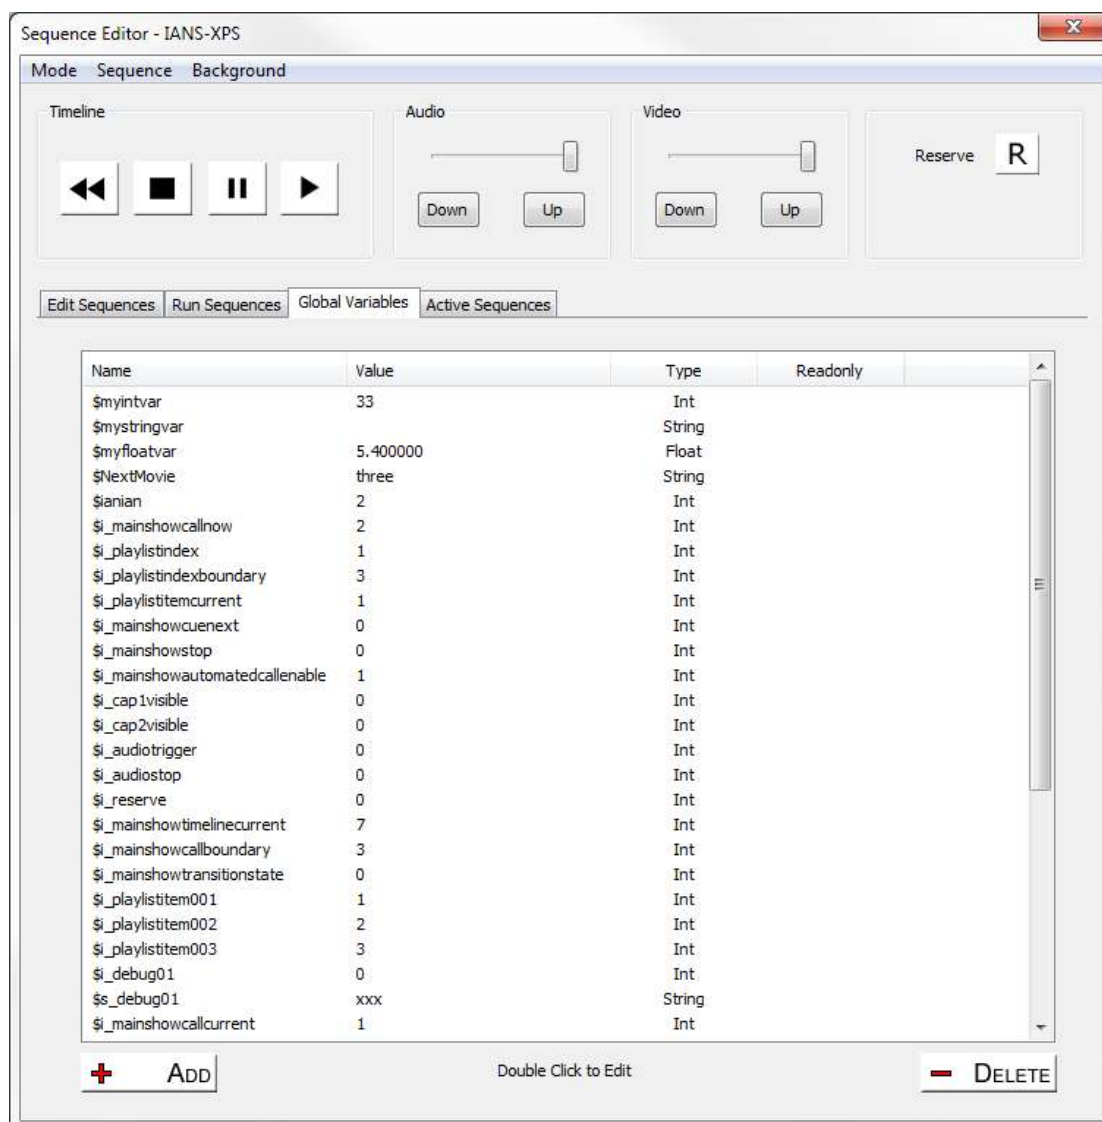 Sequence Editor - IANS-XPS
Mode Sequence Background
Timeline Audio Video
Reserve R
Down Up Down Up
Edit Sequences Run Sequences Global Variables Active Sequences
Name Value Type Readonly
$myintvar 33 Int
$mystringvar String
$myfloatvar 5.400000 Float
$NextMovie three String
$ianian 2 Int
$i_mainshowcallnow 2 Int
$i_playlistindex 1 Int
$i_playlistindexboundary 3 Int
$i_playlistitemcurrent 1 Int
$i_mainshowcuenext 0 Int
$i_mainshowstop 0 Int
$i_mainshowautomatedcallenable 1 Int
$i_cap1visible 0 Int
$i_cap2visible 0 Int
$i_audiotrigger 0 Int
$i_audiostop 0 Int
$i_reserve 0 Int
$i_mainshowtimelinecurrent 7 Int
$i_mainshowcallboundary 3 Int
$i_mainshowtransitionstate 0 Int
$i_playlistitem001 1 Int
$i_playlistitem002 2 Int
$i_playlistitem003 3 Int
$i_debug01 0 Int
$s_debug01 xxx String
$i_mainshowcallcurrent 1 Int
ADD Double Click to Edit DELETE